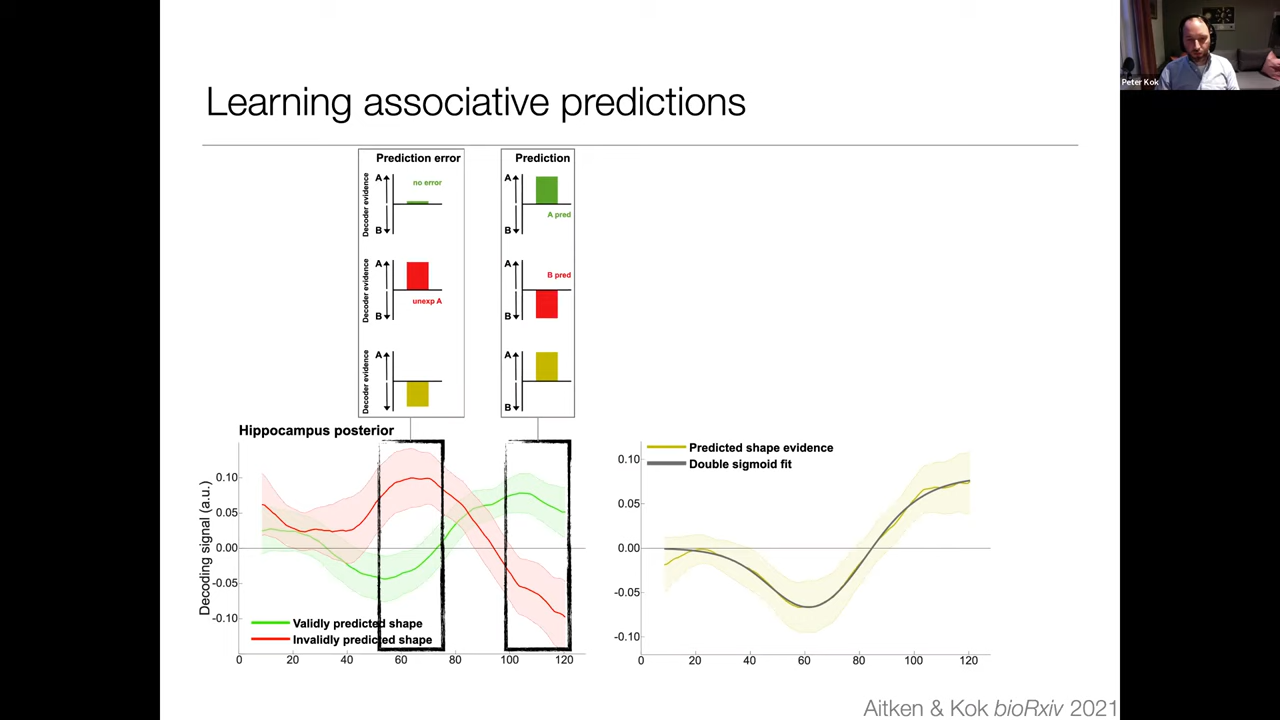 Peter Kok
Learning associative predictions
Prediction error
Decoder evidence
A
B
no error
Decoder evidence
A
B
unexp A
Decoder evidence
A
Prediction
A
B
A pred
A
B
B pred
A
B
Hippocampus posterior
Decoding signal (a.u.)
0.10
0.05
0.00
-0.05
-0.10
Validly predicted shape
Invalidly predicted shape
0 20 40 60 80 100 120
Predicted shape evidence
Double sigmoid fit
0.10
0.05
0.00
-0.05
-0.10
0 20 40 60 80 100 120
Aitken & Kok bioRxiv 2021